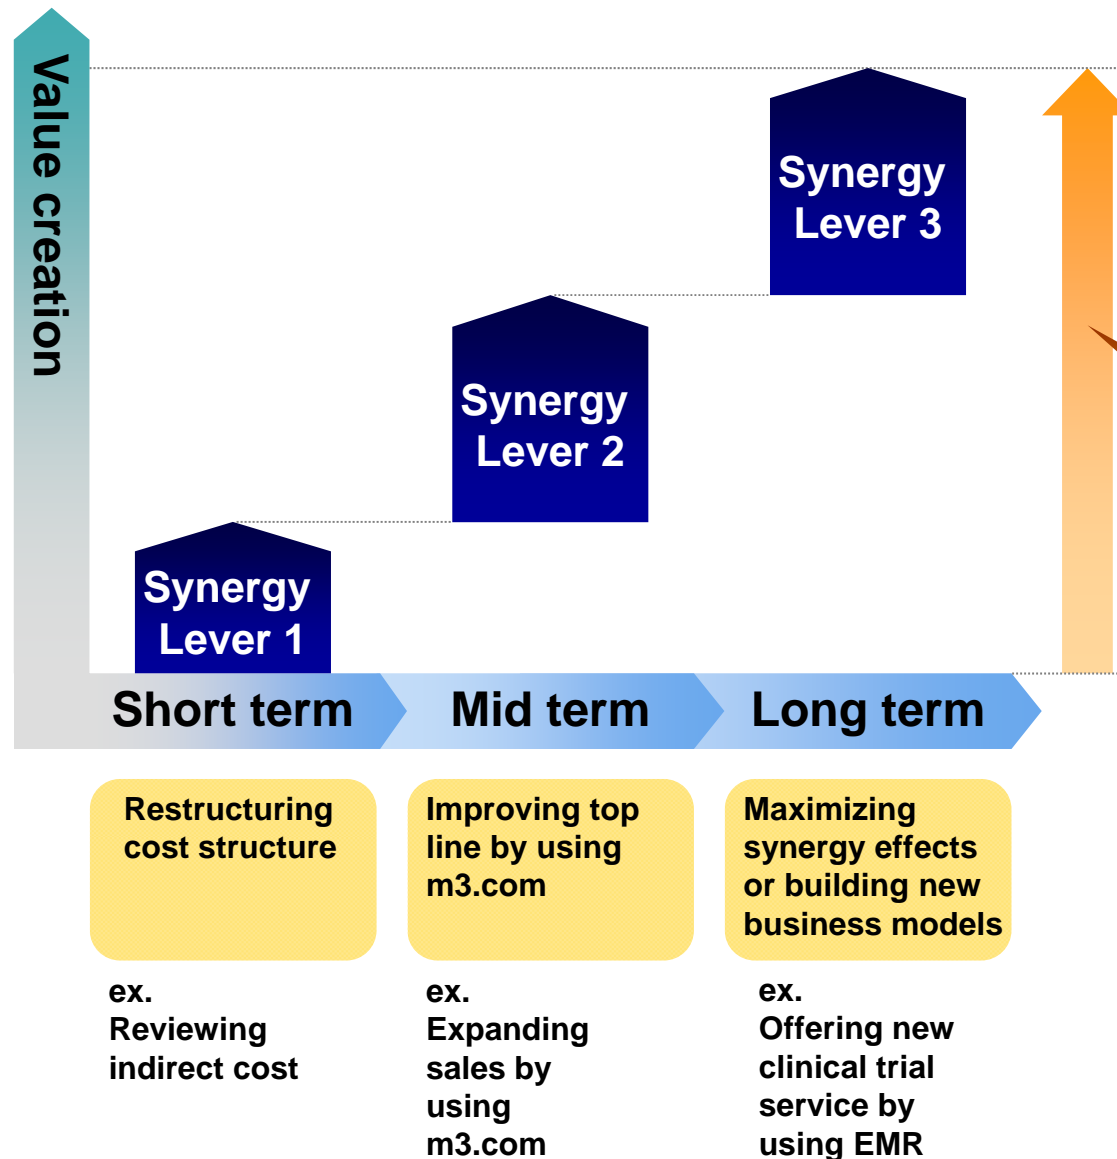 Value creation
Synergy
Lever 3
Synergy
Lever 2
Synergy
Lever 1
Short term
Mid term
Long term
Restructuring
cost structure
Improving top
line by using
m3.com
Maximizing
synergy effects
or building new
business models
ex.
Reviewing
indirect cost
ex.
Expanding
sales by
using
m3.com
ex.
Offering new
clinical trial
service by
using EMR